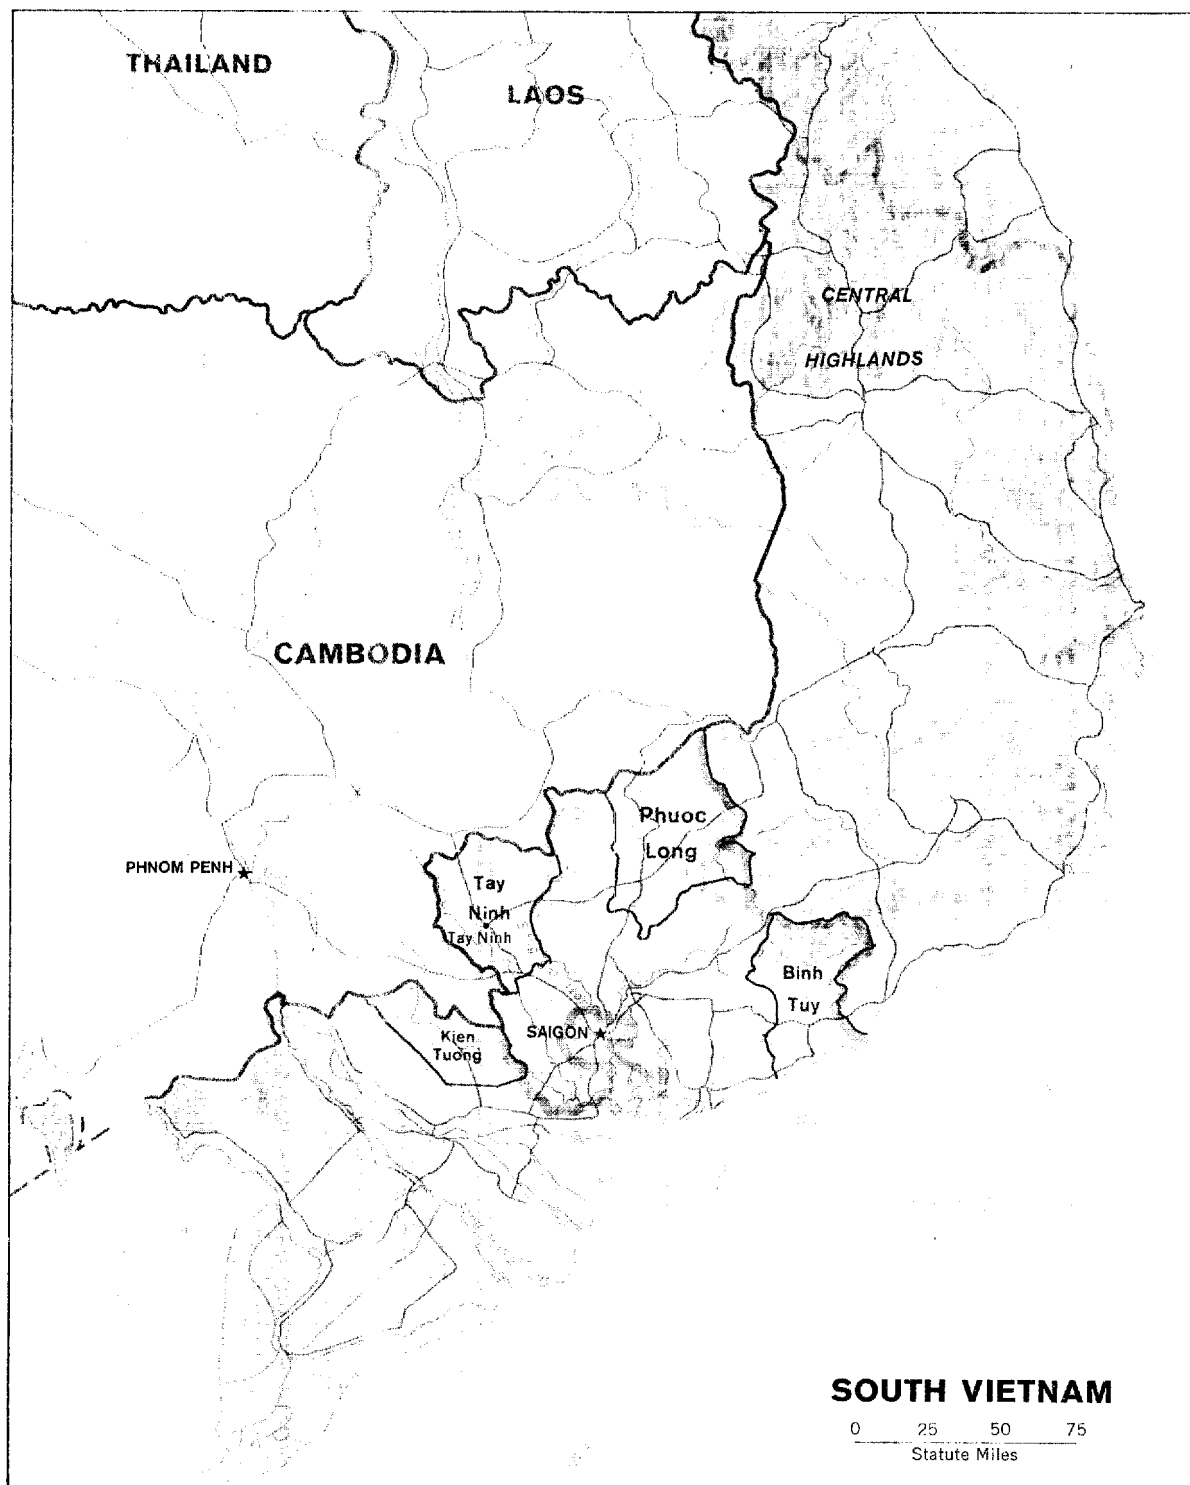 THAILAND
LAOS
CENTRAL
HIGHLANDS
CAMBODIA
Phuoc
Long
PHNOM PENH
Tay
Ninh
Tay Ninh
Binh
Tuy
SAIGON
Kien
Tuong
SOUTH VIETNAM
0 25 50 75
Statute Miles